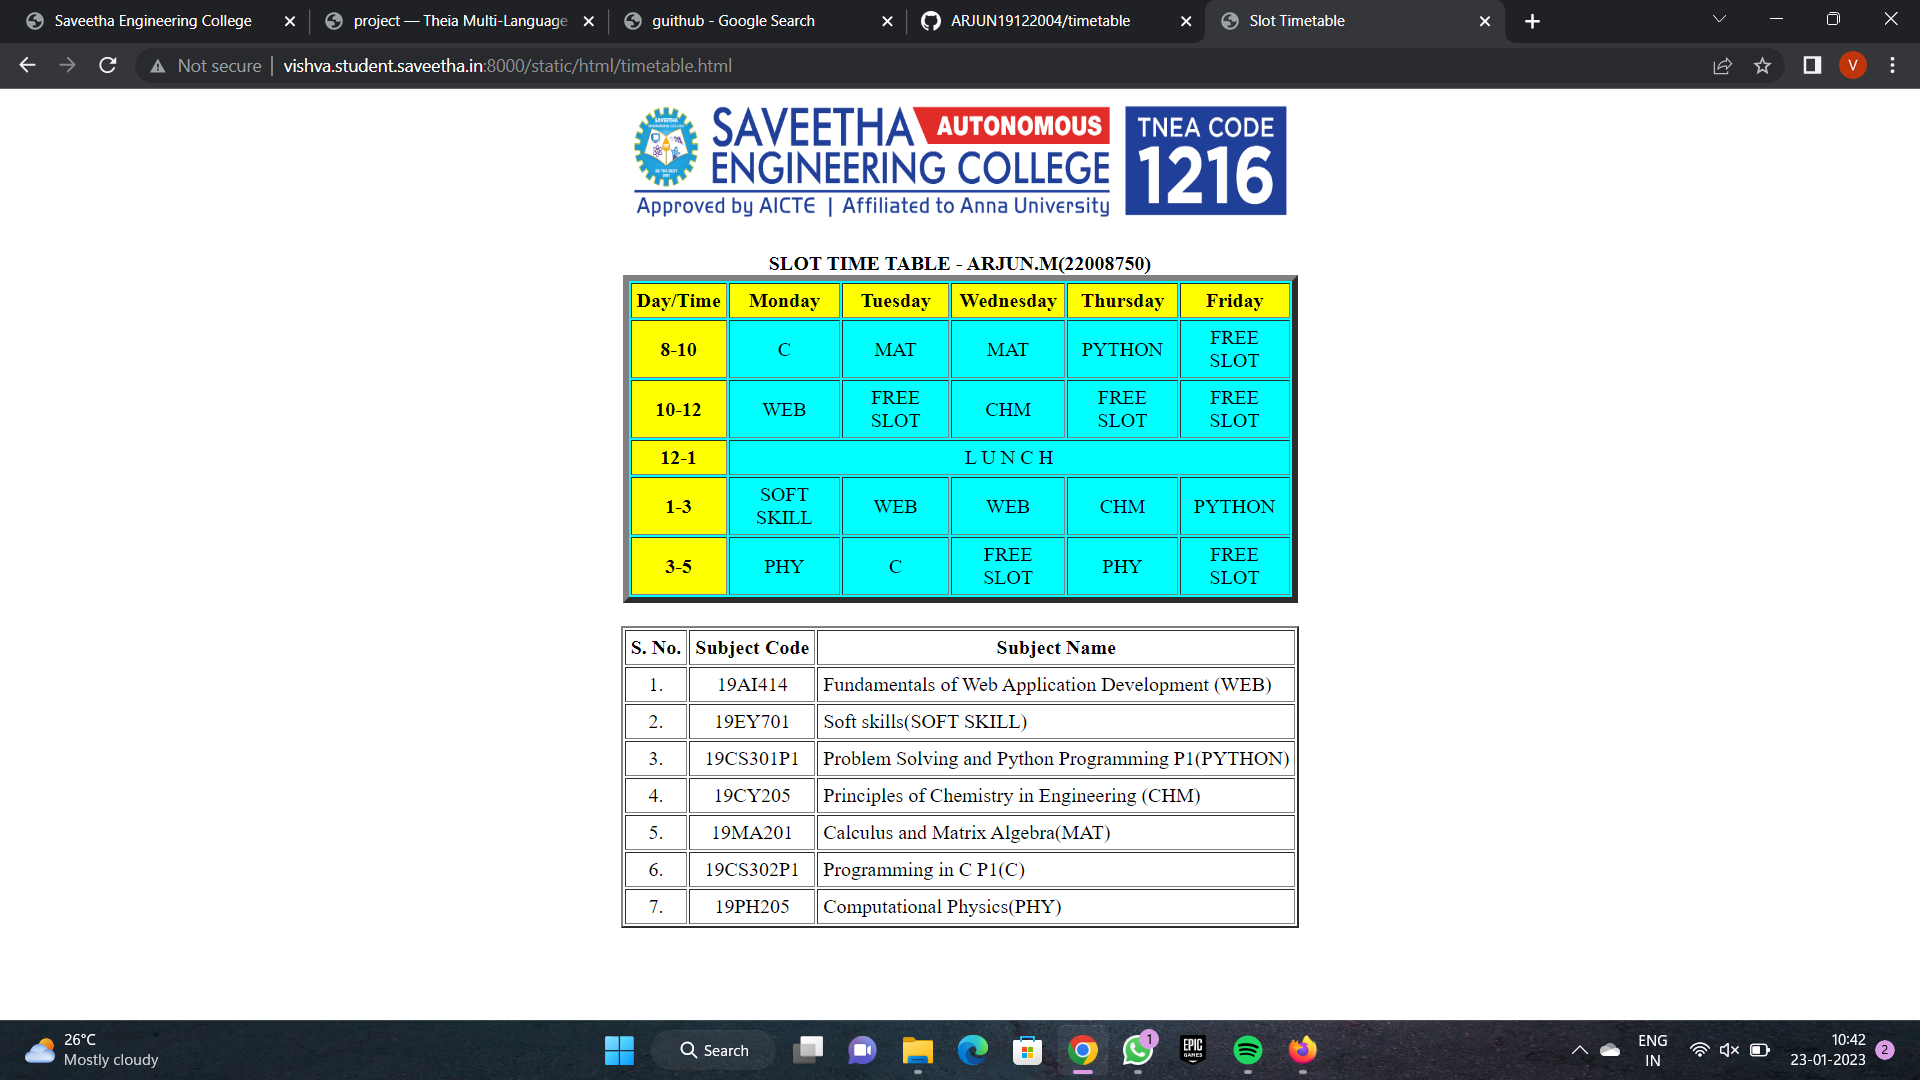 Saveetha Engineering College
project — Theia Multi-Language
guithub - Google Search
ARJUN19122004/timetable
Slot Timetable
Not secure
vishva.student.saveetha.in:8000/static/html/timetable.html
V
SAVEETHA AUTONOMOUS
ENGINEERING COLLEGE
Approved by AICTE | Affiliated to Anna University
TNEA CODE
1216
SLOT TIME TABLE - ARJUN.M(22008750)
Day/Time Monday Tuesday Wednesday Thursday Friday
8-10 C MAT MAT PYTHON FREE SLOT
10-12 WEB FREE SLOT CHM FREE SLOT FREE SLOT
12-1 L U N C H
1-3 SOFT SKILL WEB WEB CHM PYTHON
3-5 PHY C FREE SLOT PHY FREE SLOT
S. No. Subject Code Subject Name
1. 19AI414 Fundamentals of Web Application Development (WEB)
2. 19EY701 Soft skills(SOFT SKILL)
3. 19CS301P1 Problem Solving and Python Programming P1(PYTHON)
4. 19CY205 Principles of Chemistry in Engineering (CHM)
5. 19MA201 Calculus and Matrix Algebra(MAT)
6. 19CS302P1 Programming in C P1(C)
7. 19PH205 Computational Physics(PHY)
26°C
Mostly cloudy
Search
1
EPIC GAMES
ENG
IN
10:42
23-01-2023
2